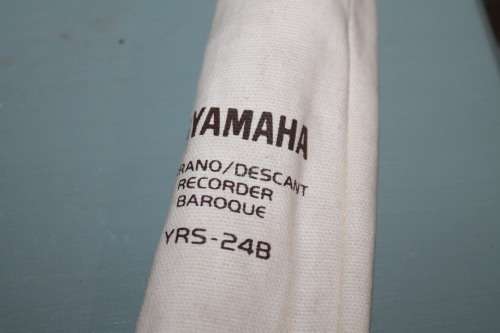 YAMAHA
RANO/DESCANT
RECORDER
BAROQUE
YRS-24B